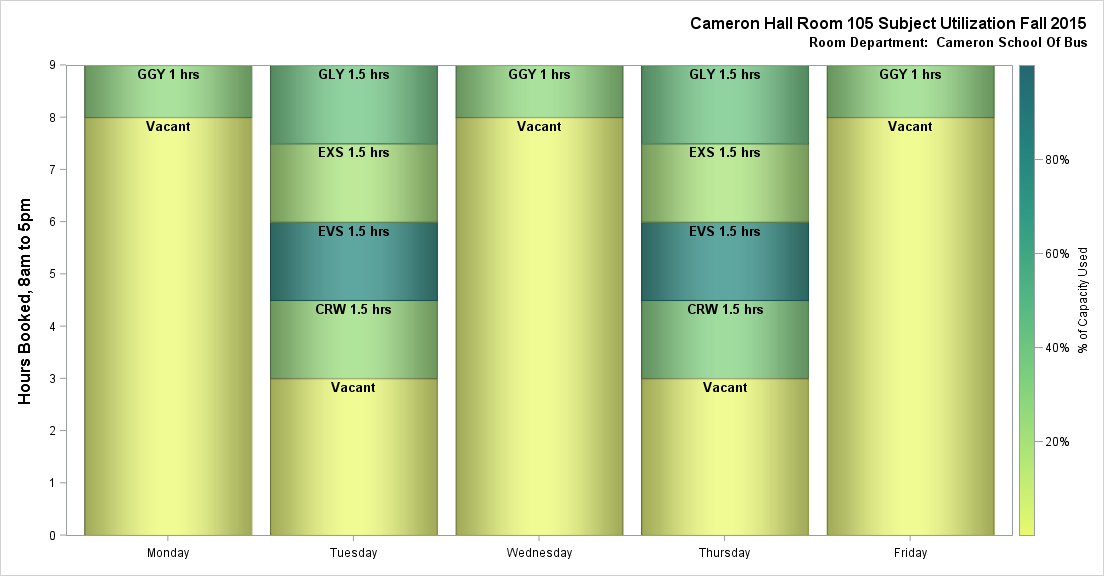 Cameron Hall Room 105 Subject Utilization Fall 2015
Room Department:  Cameron School Of Bus
Hours Booked, 8am to 5pm
9
8
7
6
5
4
3
2
1
0
GGY 1 hrs
Vacant
GLY 1.5 hrs
EXS 1.5 hrs
EVS 1.5 hrs
CRW 1.5 hrs
Vacant
GGY 1 hrs
Vacant
GLY 1.5 hrs
EXS 1.5 hrs
EVS 1.5 hrs
CRW 1.5 hrs
Vacant
GGY 1 hrs
Vacant
Monday
Tuesday
Wednesday
Thursday
Friday
80%
60%
40%
20%
% of Capacity Used